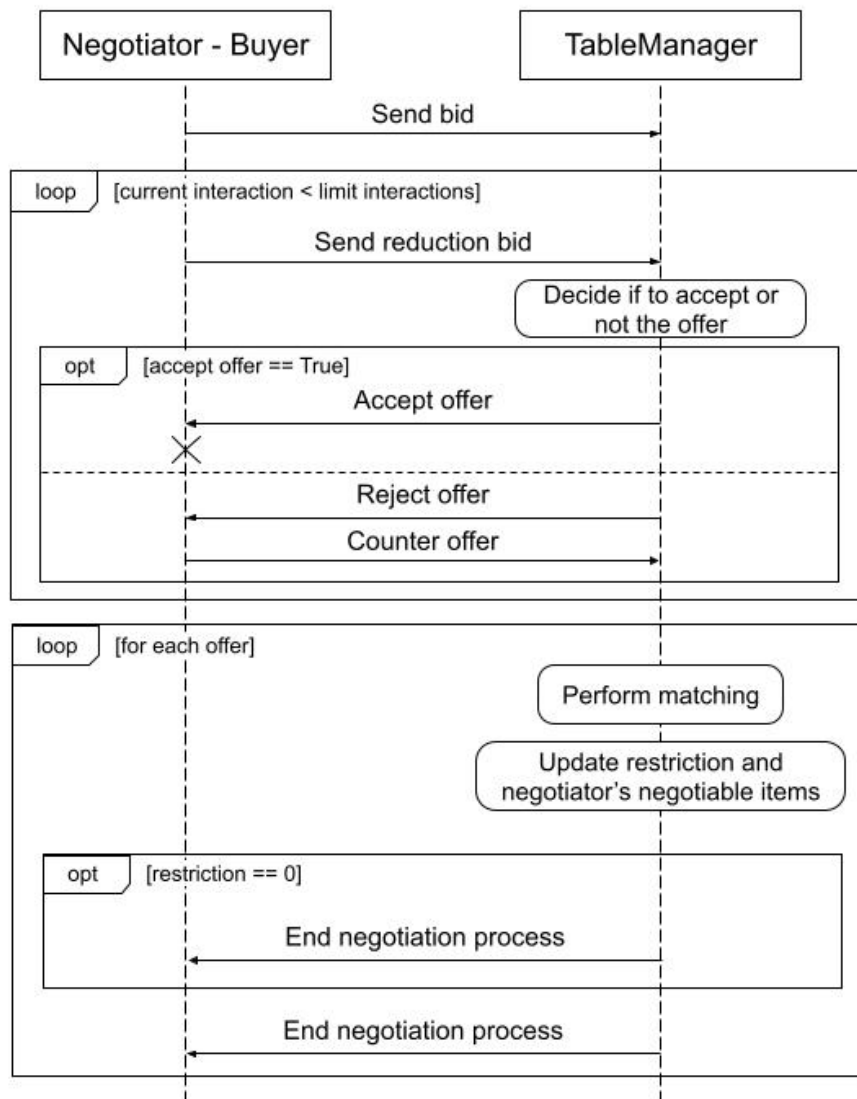 Negotiator - Buyer
TableManager
Send bid
loop
[current interaction < limit interactions]
Send reduction bid
Decide if to accept or
not the offer
opt
[accept offer == True]
Accept offer
Reject offer
Counter offer
loop
[for each offer]
Perform matching
Update restriction and
negotiator's negotiable items
opt
[restriction == 0]
End negotiation process
End negotiation process